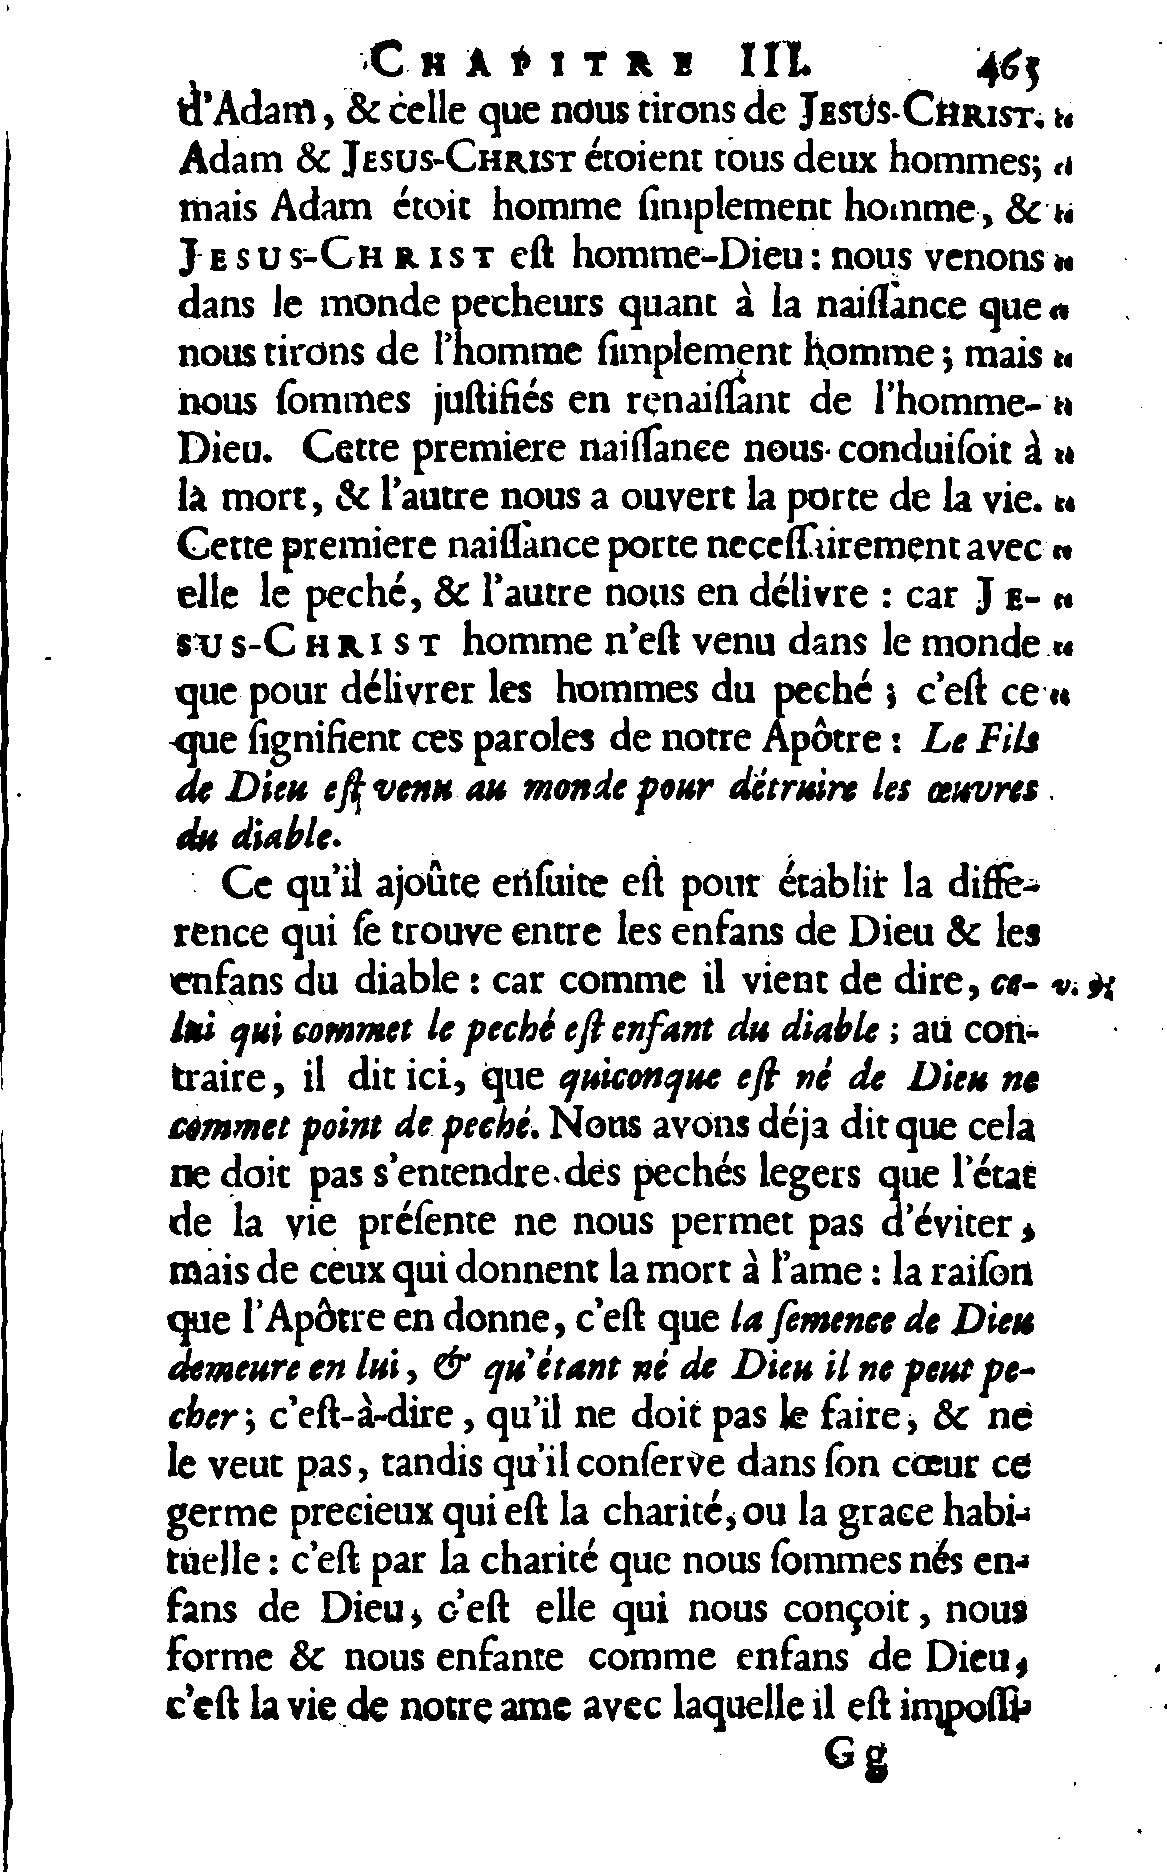 CHAPITRE III. 465
d'Adam, & celle que nous tirons de JESUS-CHRIST. „
Adam & JESUS-CHRIST étoient tous deux hommes; „
mais Adam étoit homme ſimplement homme, & „
JESUS-CHRIST eſt homme-Dieu : nous venons „
dans le monde pecheurs quant à la naiſſance que „
nous tirons de l'homme ſimplement homme ; mais „
nous ſommes juſtifiés en renaiſſant de l'homme- „
Dieu. Cette premiere naiſſance nous conduiſoit à „
la mort, & l'autre nous a ouvert la porte de la vie. „
Cette premiere naiſſance porte neceſſairement avec „
elle le peché, & l'autre nous en délivre : car JE- „
SUS-CHRIST homme n'eſt venu dans le monde „
que pour délivrer les hommes du peché ; c'eſt ce „
que ſignifient ces paroles de notre Apôtre : Le Fils
de Dieu eſt venu au monde pour détruire les œuvres
du diable.
Ce qu'il ajoûte enſuite eſt pour établir la diffe-
rence qui ſe trouve entre les enfans de Dieu & les
enfans du diable : car comme il vient de dire, ce- v.
lui qui commet le peché eſt enfant du diable ; au con-
traire, il dit ici, que quiconque eſt né de Dieu ne
commet point de peché. Nous avons déja dit que cela
ne doit pas s'entendre des pechés legers que l'état
de la vie préſente ne nous permet pas d'éviter,
mais de ceux qui donnent la mort à l'ame : la raiſon
que l'Apôtre en donne, c'eſt que la ſemence de Dieu
demeure en lui, & qu'étant né de Dieu il ne peut pe-
cher ; c'eſt-à-dire, qu'il ne doit pas le faire, & ne
le veut pas, tandis qu'il conſerve dans ſon cœur ce
germe precieux qui eſt la charité, ou la grace habi-
tuelle : c'eſt par la charité que nous ſommes nés en-
fans de Dieu, c'eſt elle qui nous conçoit, nous
forme & nous enfante comme enfans de Dieu,
c'eſt la vie de notre ame avec laquelle il eſt impoſſi-
Gg